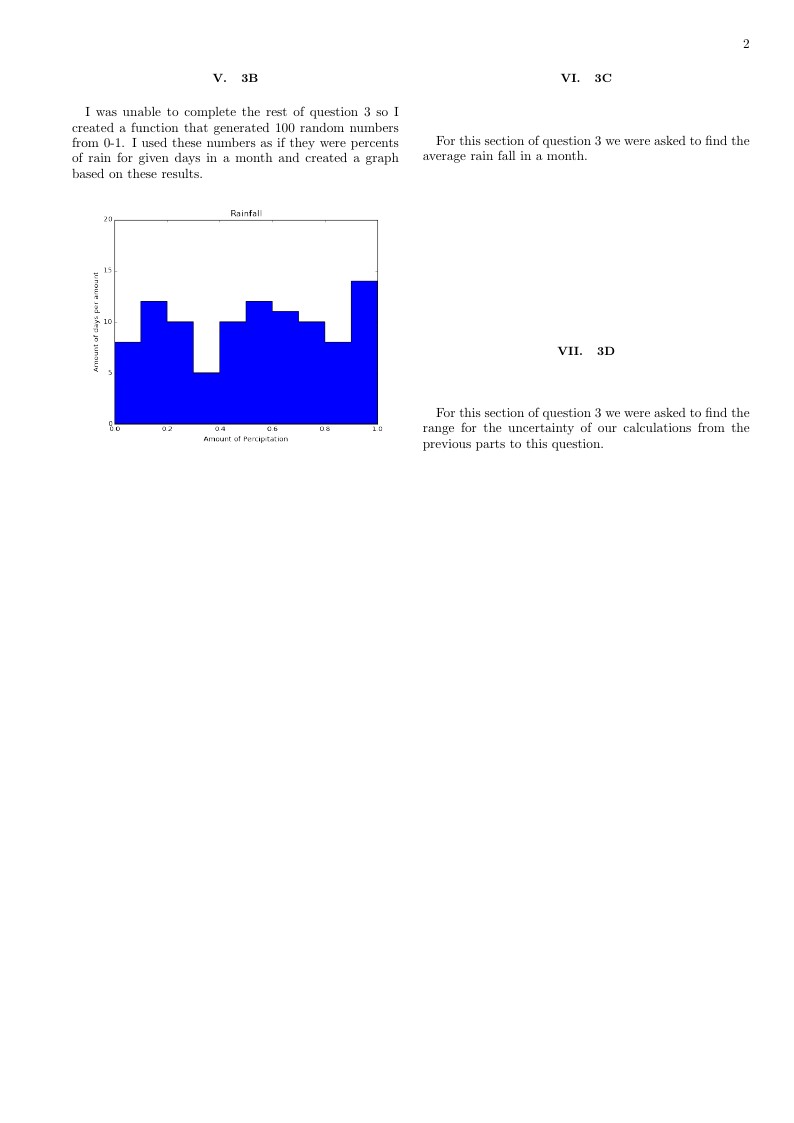 2
V. 3B
I was unable to complete the rest of question 3 so I
created a function that generated 100 random numbers
from 0-1. I used these numbers as if they were percents
of rain for given days in a month and created a graph
based on these results.
Rainfall
20
15
10
5
0
Amount of days per amount
0.0 0.2 0.4 0.6 0.8 1.0
Amount of Percipitation
VI. 3C
For this section of question 3 we were asked to find the
average rain fall in a month.
VII. 3D
For this section of question 3 we were asked to find the
range for the uncertainty of our calculations from the
previous parts to this question.